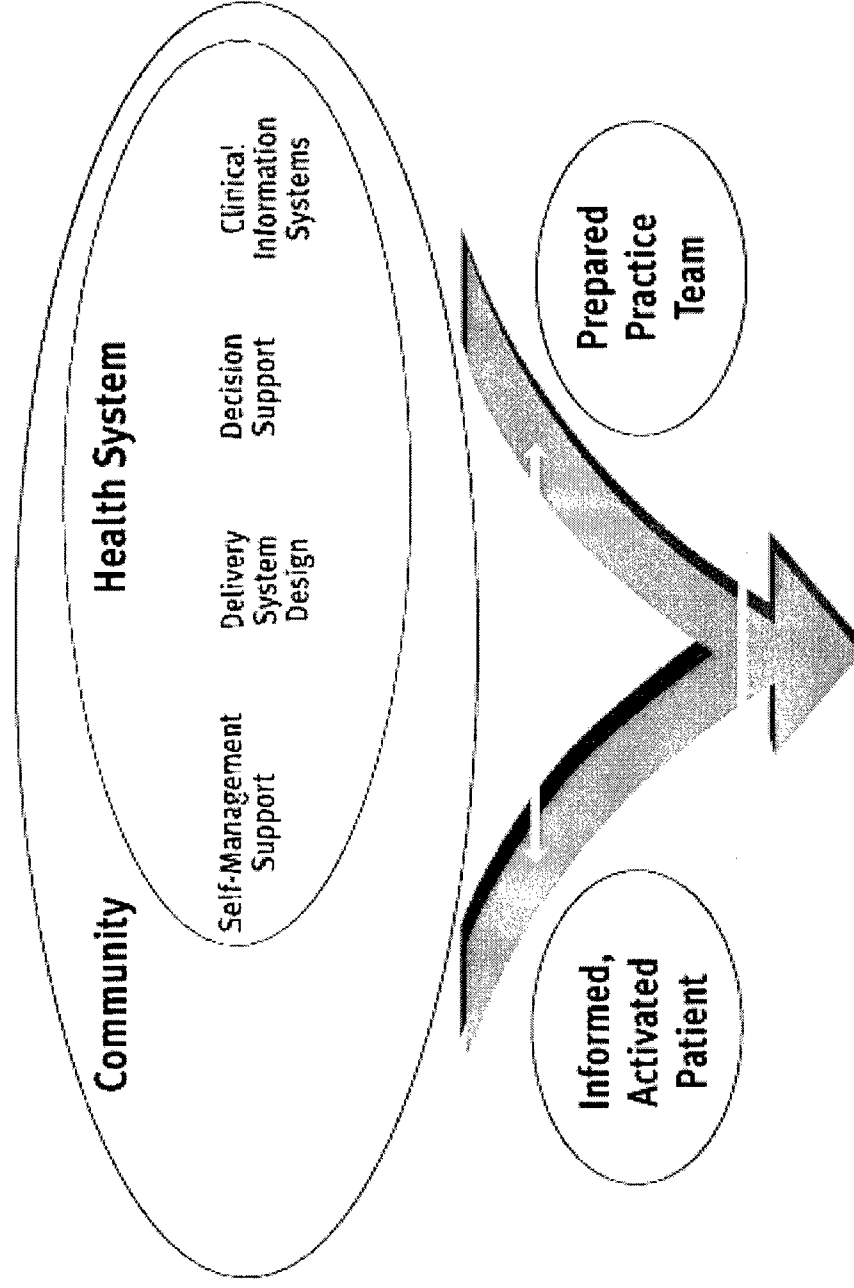 Community
Health System
Self-Management
Support
Delivery
System
Design
Decision
Support
Clinical
Information
Systems
Informed,
Activated
Patient
Prepared
Practice
Team